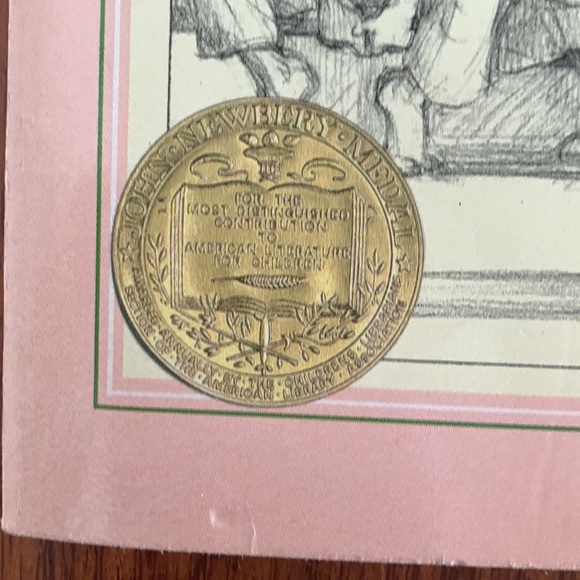 JOHN · NEWBERY · MEDAL
FOR THE
MOST DISTINGUISHED
CONTRIBUTION
TO
AMERICAN LITERATURE
FOR CHILDREN
AWARDED ANNUALLY BY · THE · CHILDREN'S · LIBRARIANS'
SECTION · OF · THE · AMERICAN · LIBRARY · ASSOCIATION